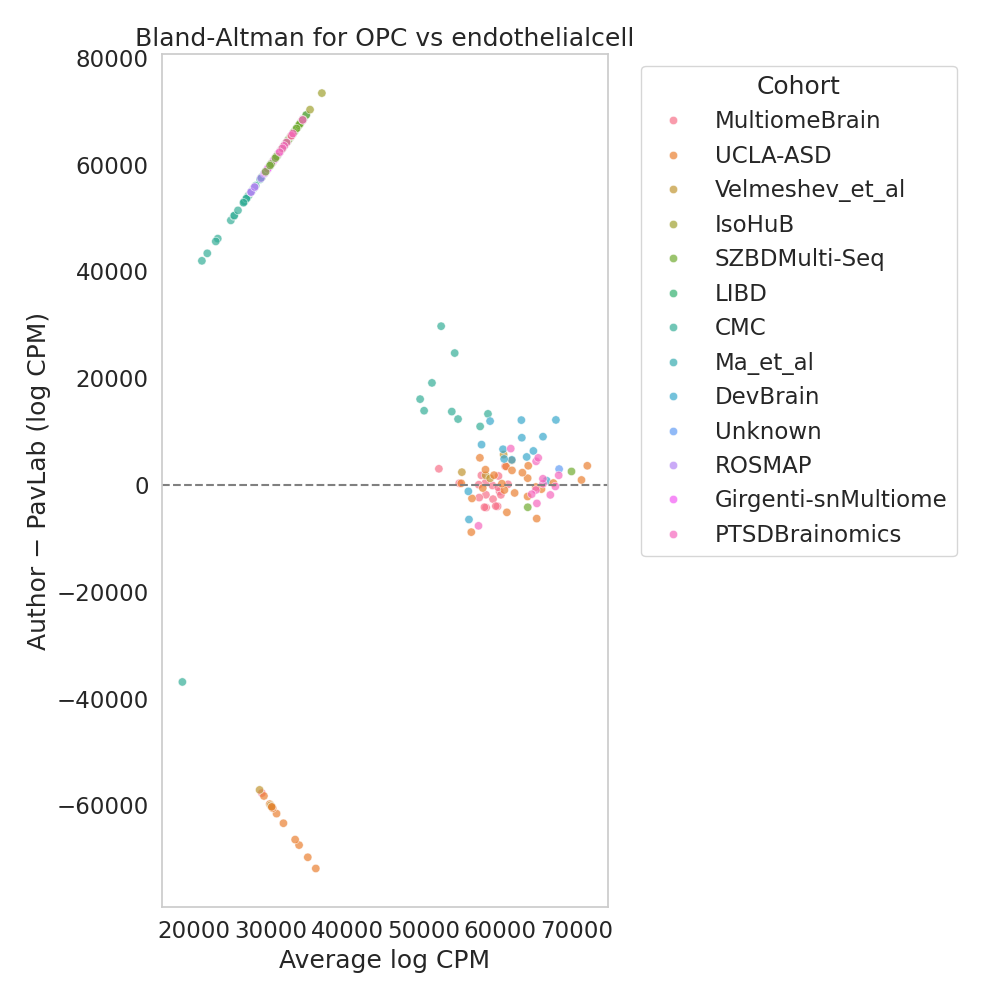 Bland-Altman for OPC vs endothelialcell
80000
60000
40000
20000
0
−20000
−40000
−60000
Author − PavLab (log CPM)
20000 30000 40000 50000 60000 70000
Average log CPM
Cohort
MultiomeBrain
UCLA-ASD
Velmeshev_et_al
IsoHuB
SZBDMulti-Seq
LIBD
CMC
Ma_et_al
DevBrain
Unknown
ROSMAP
Girgenti-snMultiome
PTSDBrainomics